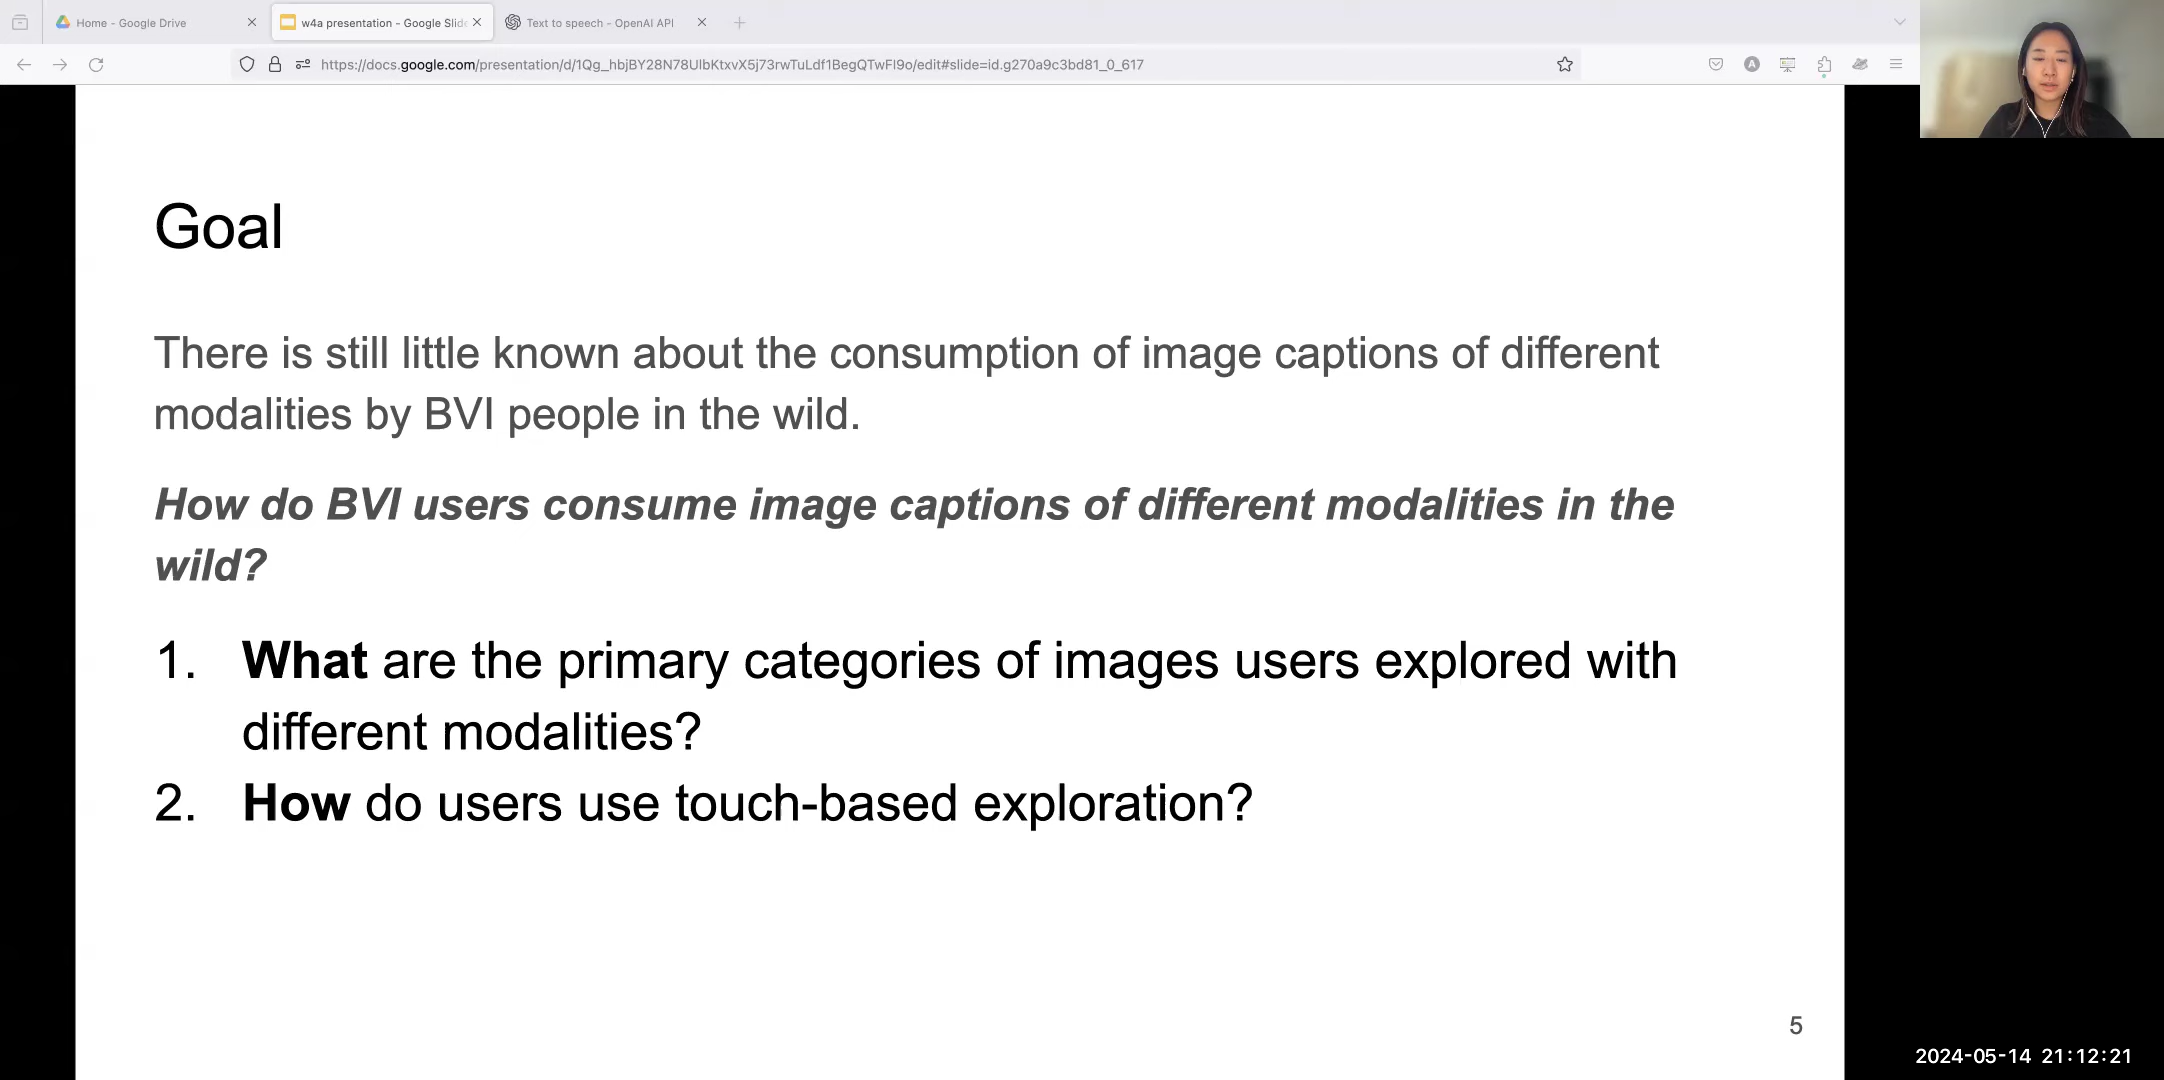 Home - Google Drive
w4a presentation - Google Slide
Text to speech - OpenAI API
https://docs.google.com/presentation/d/1Qg_hbjBY28N78UlbKtxvX5j73rwTuLdf1BegQTwFI9o/edit#slide=id.g270a9c3bd81_0_617
Goal
There is still little known about the consumption of image captions of different
modalities by BVI people in the wild.
How do BVI users consume image captions of different modalities in the
wild?
1. What are the primary categories of images users explored with
different modalities?
2. How do users use touch-based exploration?
5
2024-05-14 21:12:21